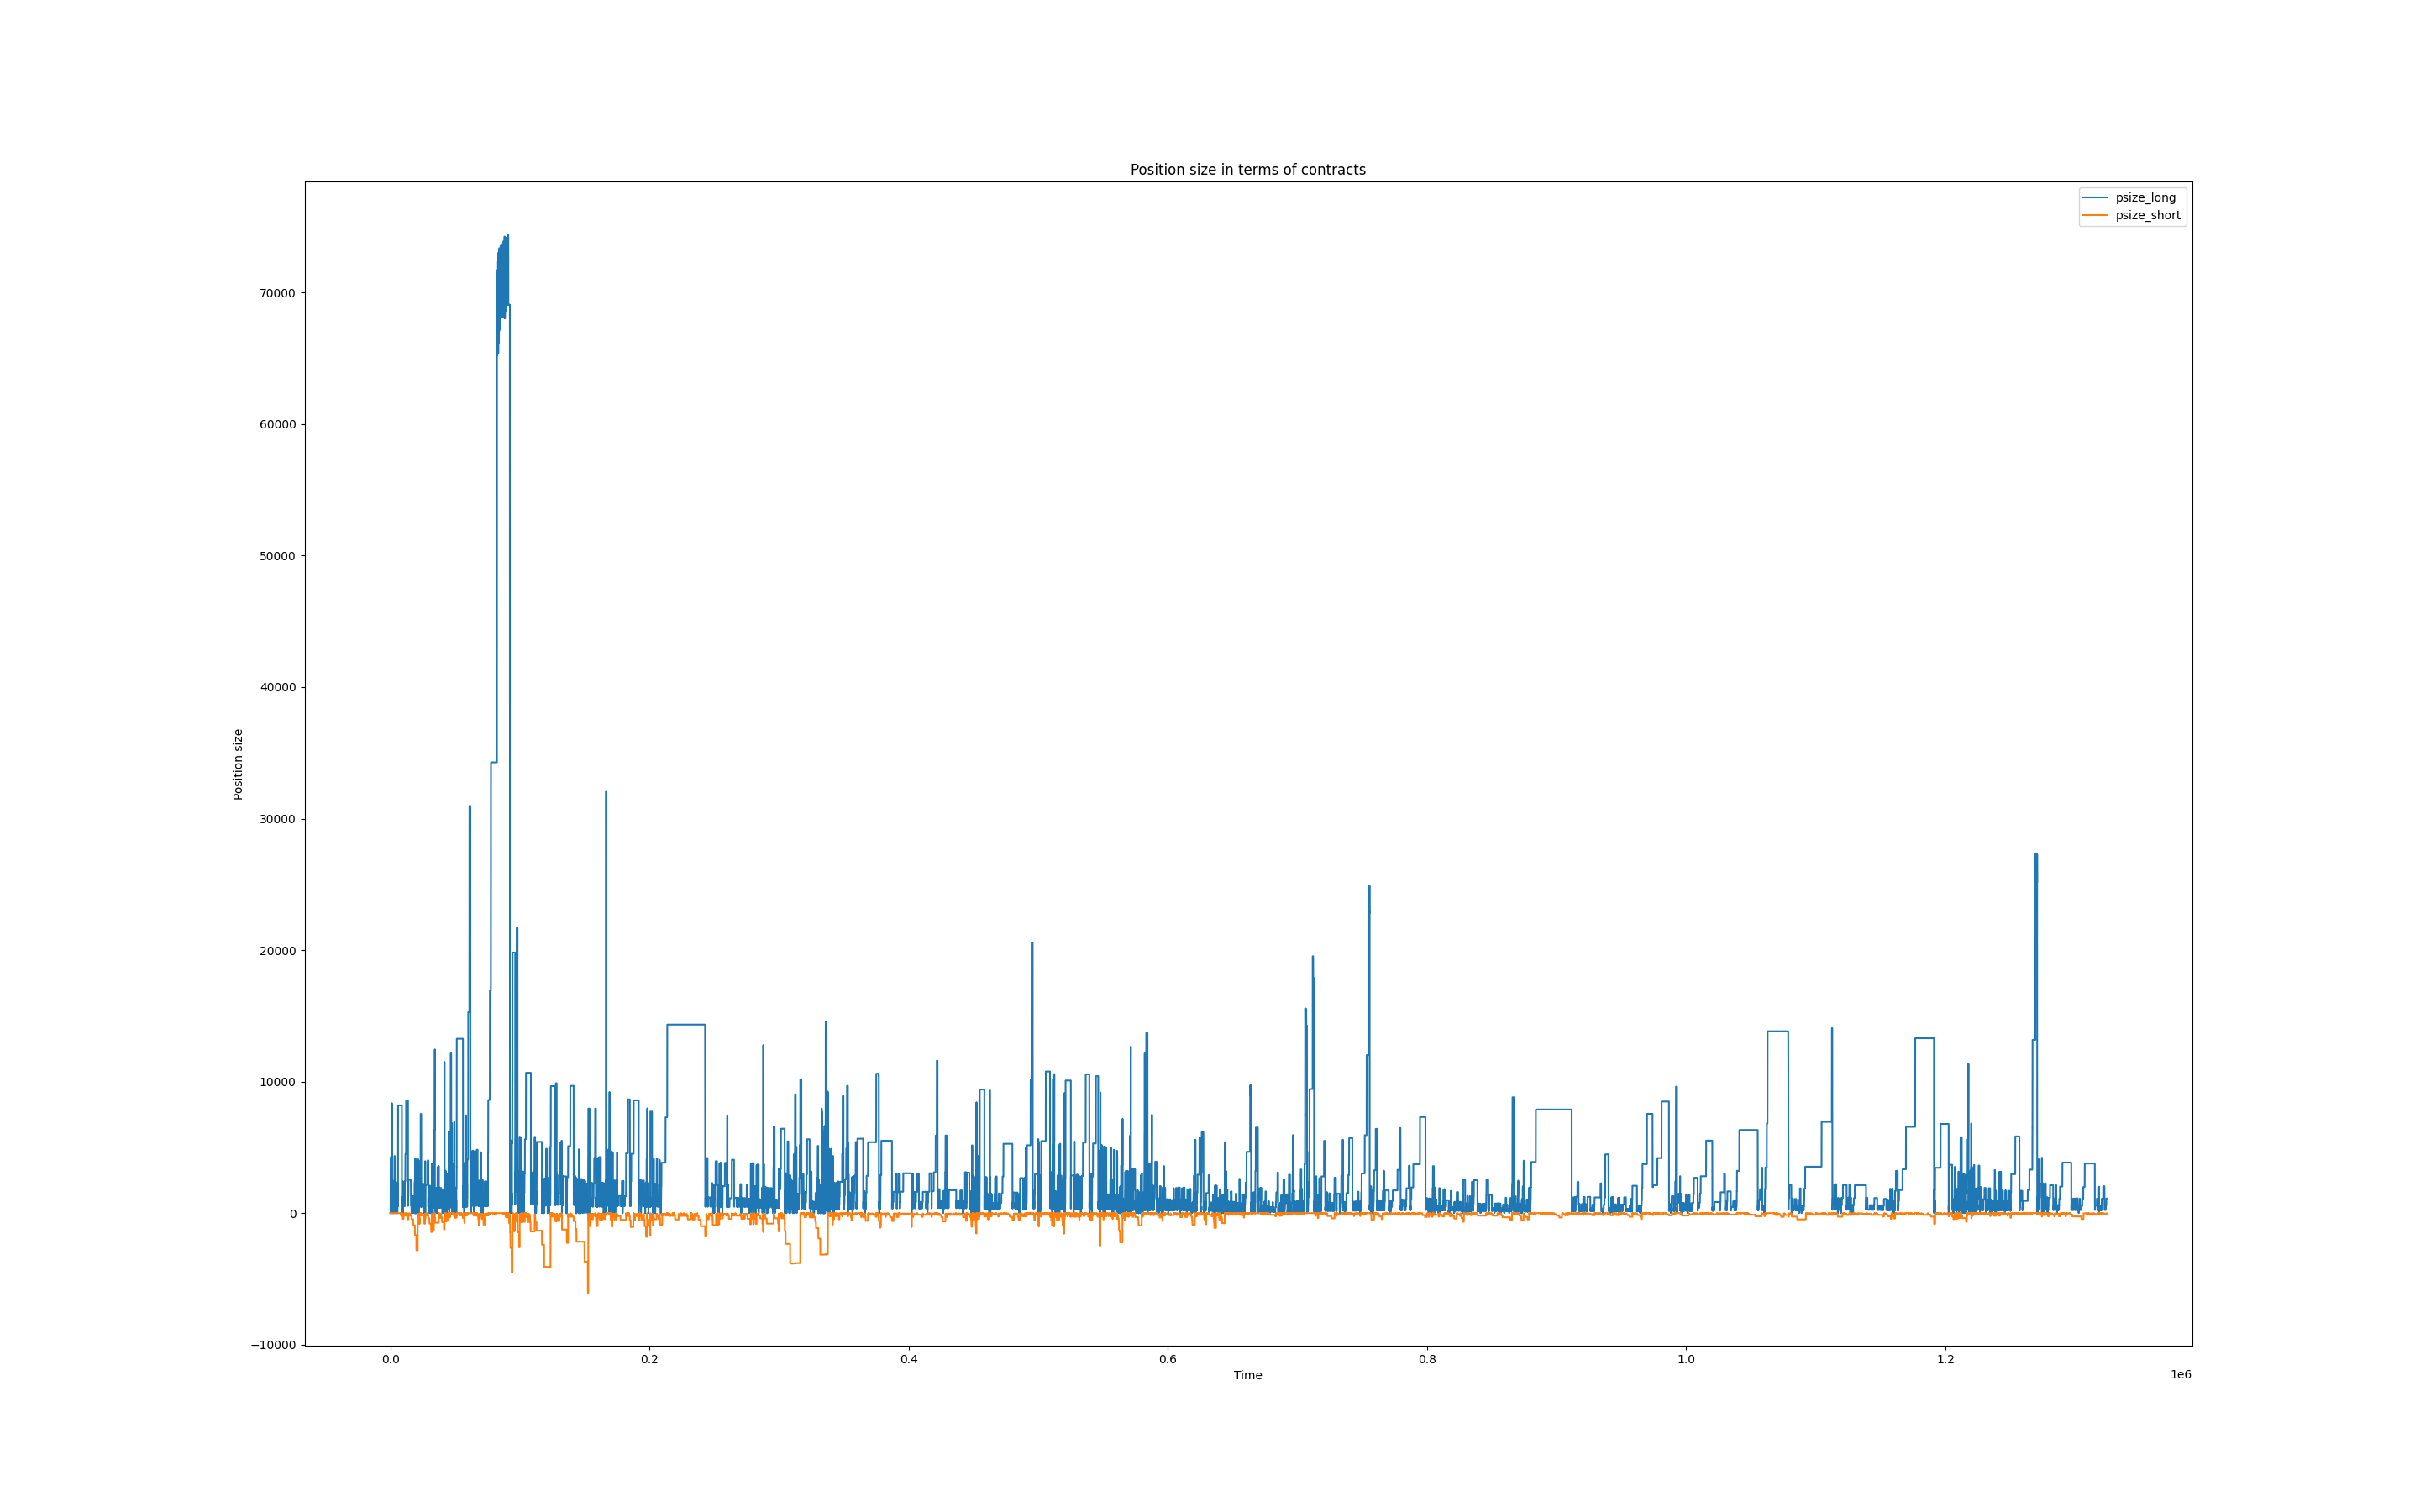 Position size in terms of contracts
psize_long
psize_short
Position size
70000
60000
50000
40000
30000
20000
10000
0
−10000
0.0 0.2 0.4 0.6 0.8 1.0 1.2
Time
1e6